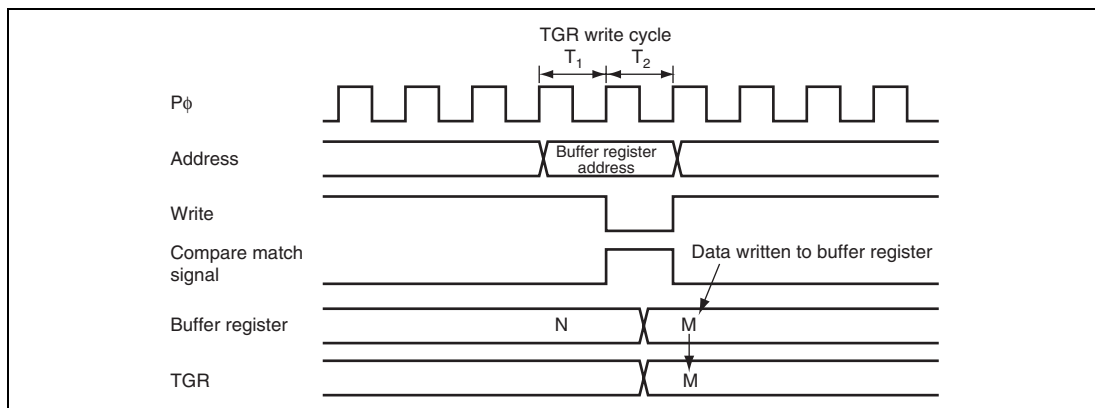 TGR write cycle
T1 T2
Pφ
Address
Buffer register
address
Write
Compare match
signal
Data written to buffer register
Buffer register
N M
TGR
M